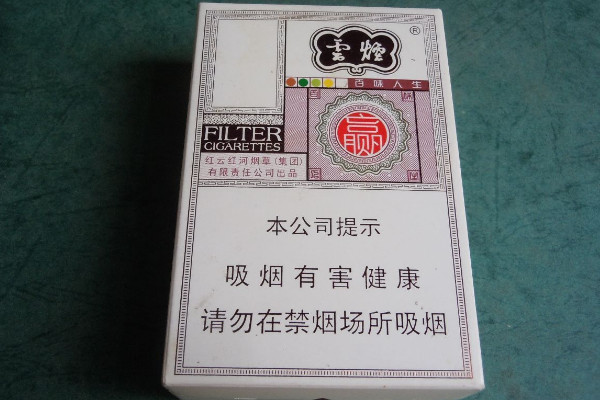 雲煙
®
百味人生
赢
FILTER
CIGARETTES
红云红河烟草(集团)
有限责任公司出品
本公司提示
吸烟有害健康
请勿在禁烟场所吸烟